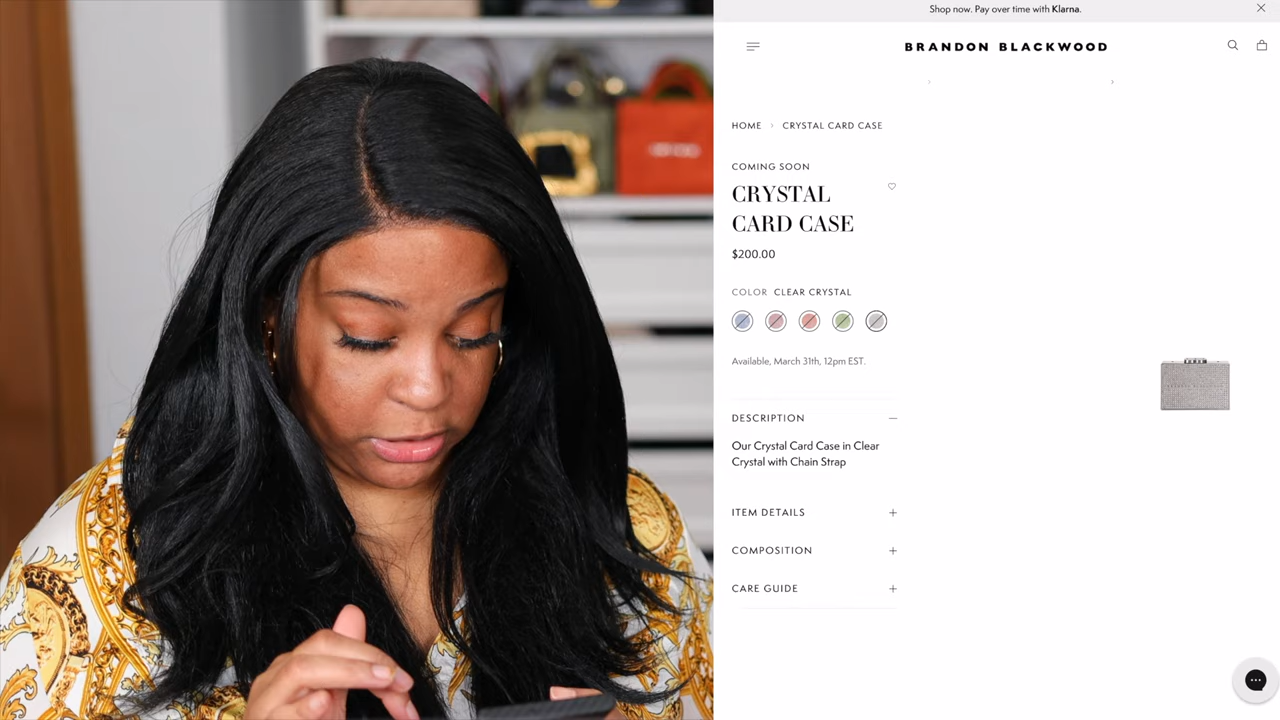 Shop now. Pay over time with Klarna.
BRANDON BLACKWOOD
HOME > CRYSTAL CARD CASE
COMING SOON
CRYSTAL
CARD CASE
$200.00
COLOR CLEAR CRYSTAL
Available, March 31th, 12pm EST.
DESCRIPTION
Our Crystal Card Case in Clear
Crystal with Chain Strap
ITEM DETAILS
COMPOSITION
CARE GUIDE